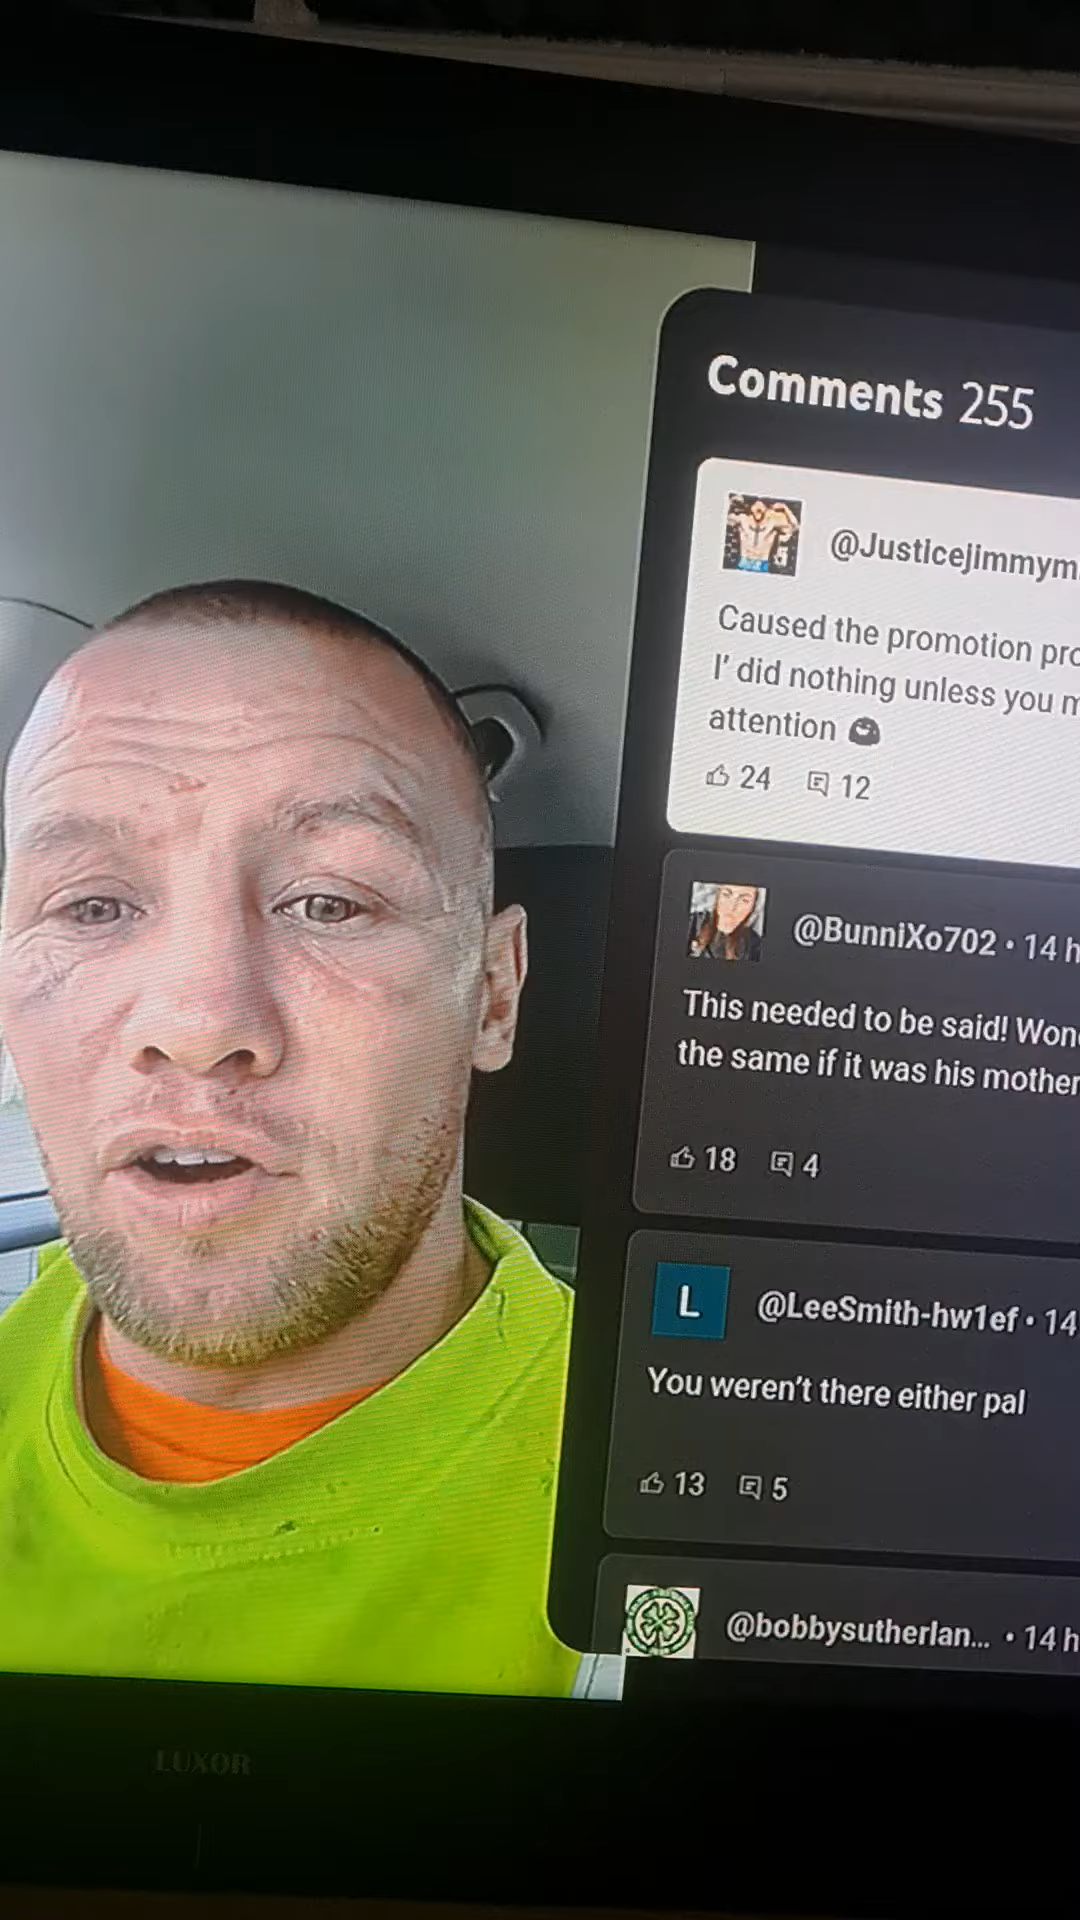 Comments 255
@Justicejimmym
Caused the promotion
I' did nothing unless you
attention
24 12
@BunniXo702 • 14 h
This needed to be said!
the same if it was his mother
18 4
L
@LeeSmith-hw1ef • 14
You weren't there either pal
13 5
@bobbysutherlan... • 14 h
LUXOR